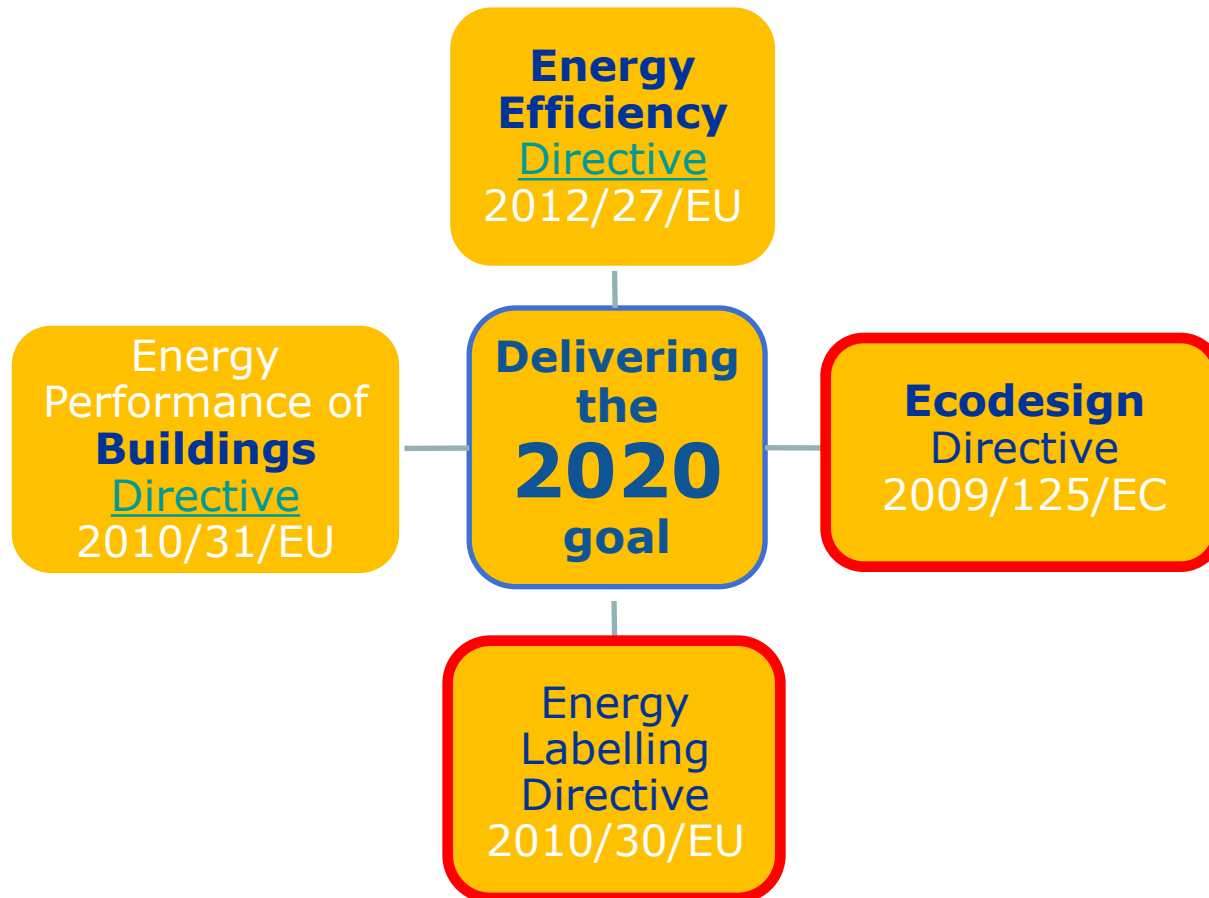 Energy
Efficiency
Directive
2012/27/EU
Energy
Performance of
Buildings
Directive
2010/31/EU
Delivering
the
2020
goal
Ecodesign
Directive
2009/125/EC
Energy
Labelling
Directive
2010/30/EU